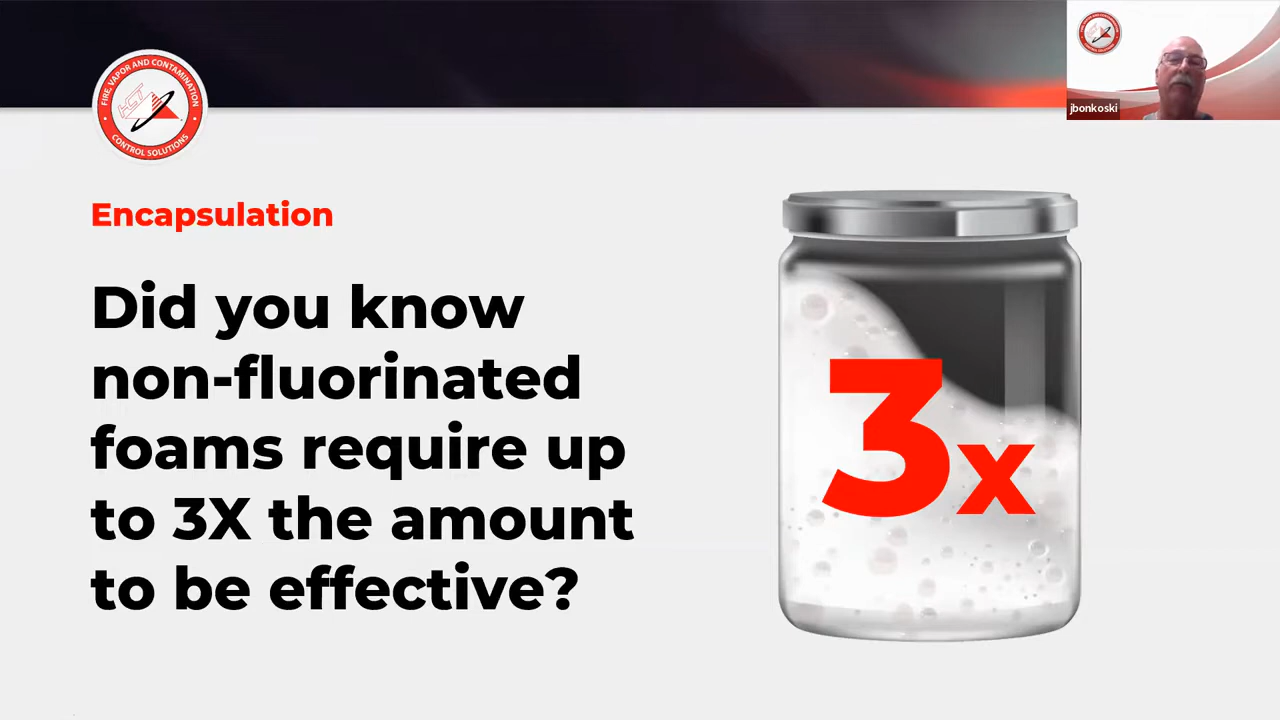 FIRE, VAPOR AND CONTAMINATION
HCT
CONTROL SOLUTIONS
jbonkoski
Encapsulation
Did you know
non-fluorinated
foams require up
to 3X the amount
to be effective?
3x